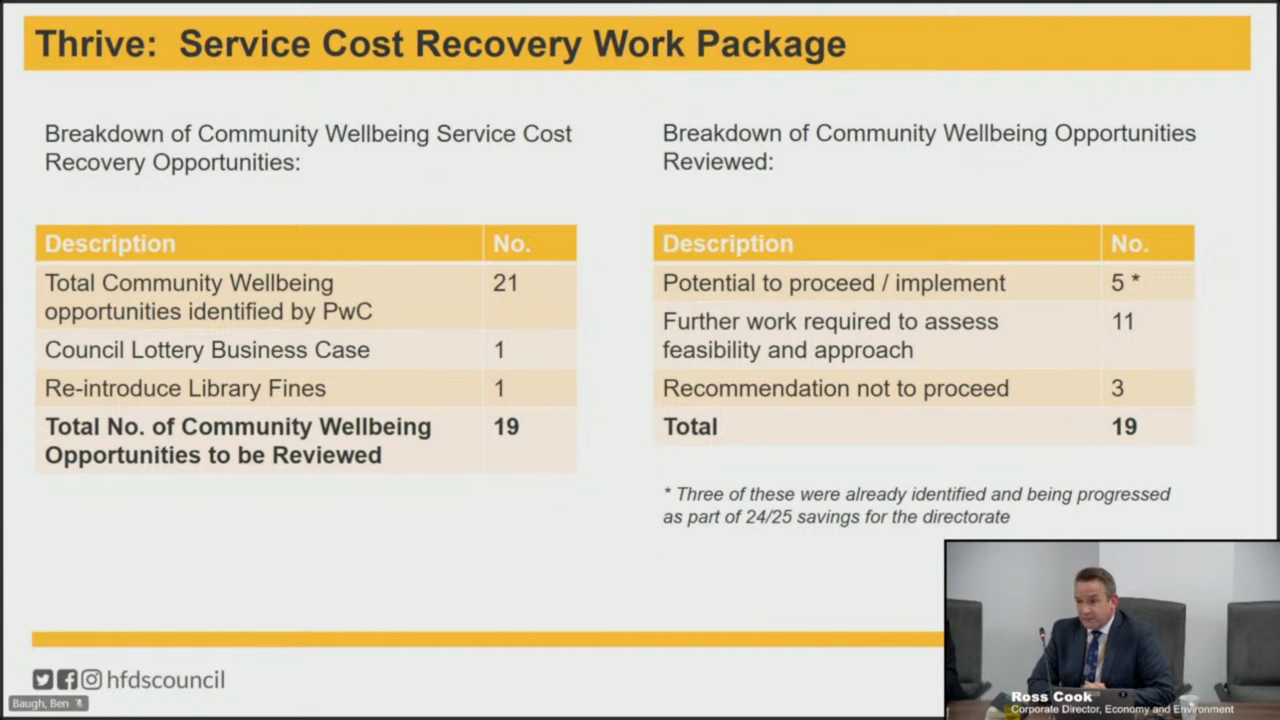 Thrive: Service Cost Recovery Work Package
Breakdown of Community Wellbeing Service Cost
Recovery Opportunities:
Description No.
Total Community Wellbeing
opportunities identified by PwC 21
Council Lottery Business Case 1
Re-introduce Library Fines 1
Total No. of Community Wellbeing
Opportunities to be Reviewed 19
Breakdown of Community Wellbeing Opportunities
Reviewed:
Description No.
Potential to proceed / implement 5 *
Further work required to assess
feasibility and approach 11
Recommendation not to proceed 3
Total 19
* Three of these were already identified and being progressed
as part of 24/25 savings for the directorate
hfdscouncil
Baugh, Ben
Ross Cook
Corporate Director, Economy and Environment